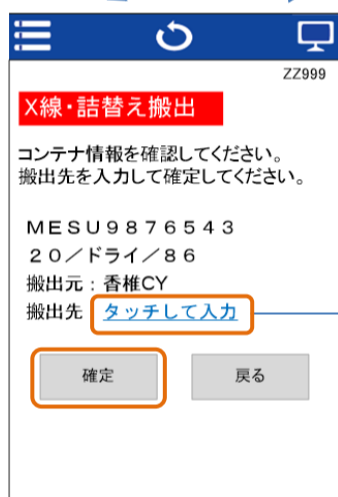 ZZ999
X線・詰替え搬出
コンテナ情報を確認してください。
搬出先を入力して確定してください。
ＭＥＳＵ９８７６５４３
２０／ドライ／８６
搬出元：香椎CY
搬出先 タッチして入力
確定 戻る